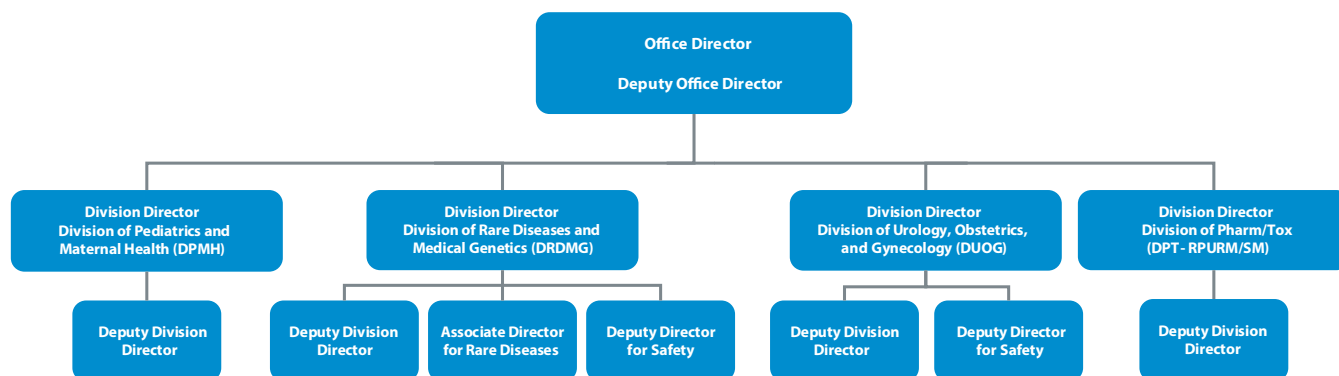 Office Director
Deputy Office Director
Division Director
Division of Pediatrics and
Maternal Health (DPMH)
Division Director
Division of Rare Diseases and
Medical Genetics (DRDMG)
Division Director
Division of Urology, Obstetrics,
and Gynecology (DUOG)
Division Director
Division of Pharm/Tox
(DPT- RPURM/SM)
Deputy Division
Director
Deputy Division
Director
Associate Director
for Rare Diseases
Deputy Director
for Safety
Deputy Division
Director
Deputy Director
for Safety
Deputy Division
Director